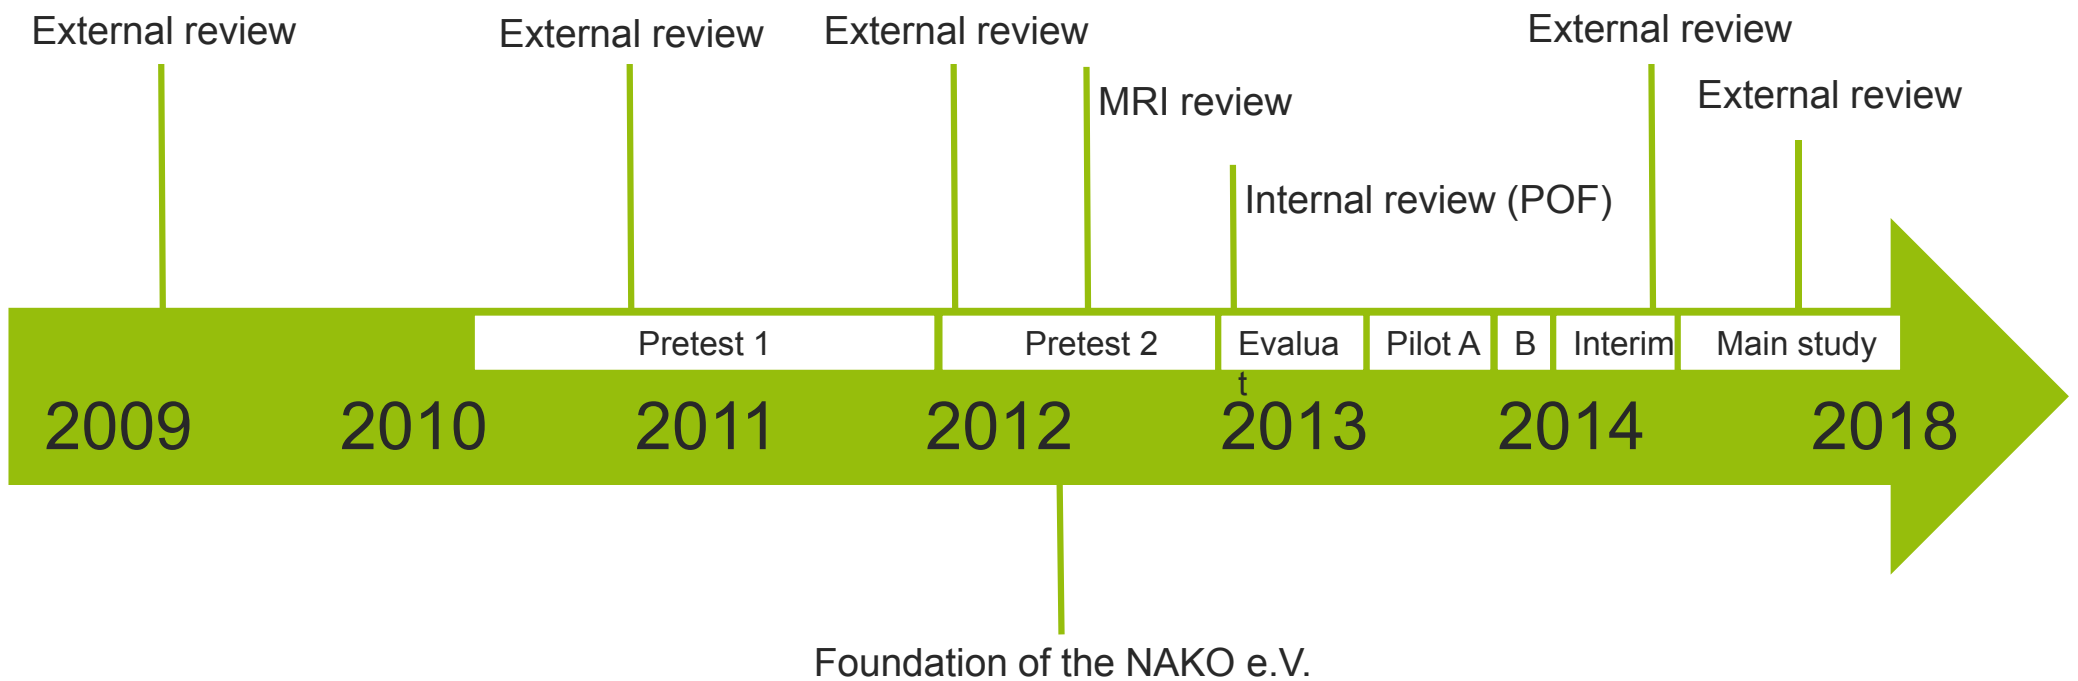 External review
External review
External review
External review
MRI review
External review
Internal review (POF)
Pretest 1
Pretest 2
Evalua
t
Pilot A
B
Interim
Main study
2009
2010
2011
2012
2013
2014
2018
Foundation of the NAKO e.V.